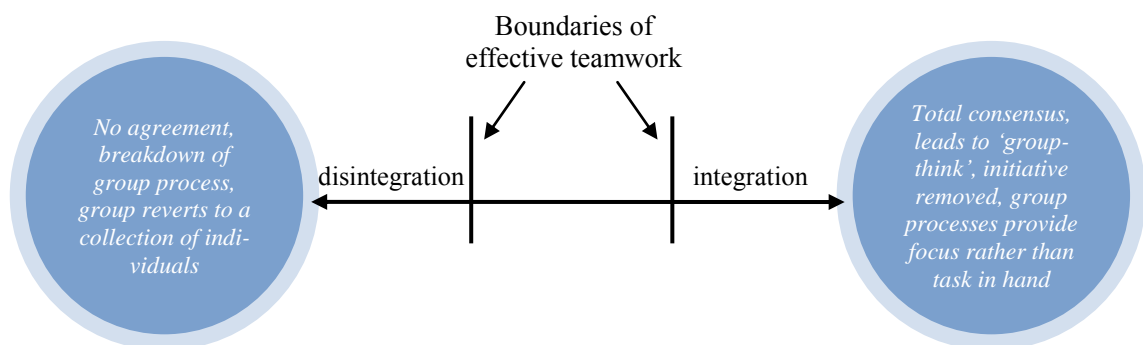 Boundaries of
effective teamwork
No agreement,
breakdown of
group process,
group reverts to a
collection of indi-
viduals
disintegration
integration
Total consensus,
leads to ‘group-
think’, initiative
removed, group
processes provide
focus rather than
task in hand